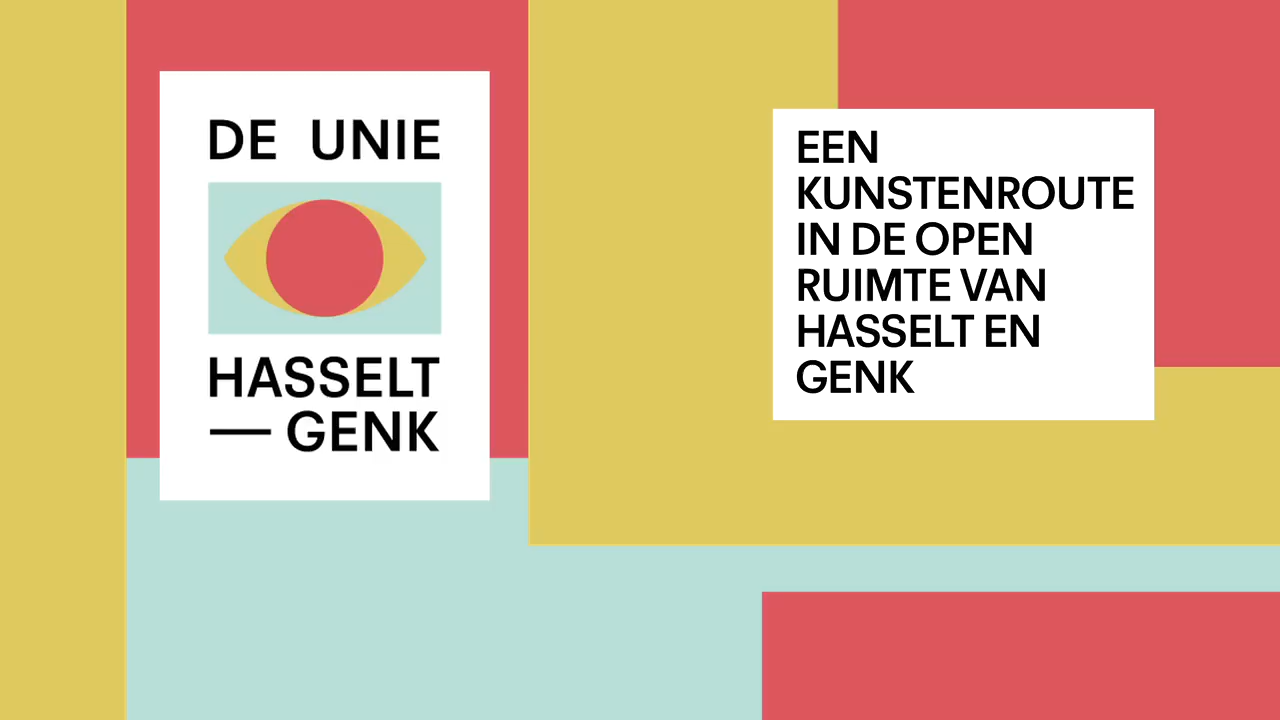 DE UNIE
HASSELT
— GENK
EEN
KUNSTENROUTE
IN DE OPEN
RUIMTE VAN
HASSELT EN
GENK